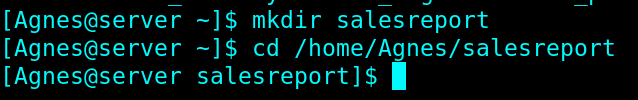 [Agnes@server ~]$ mkdir salesreport
[Agnes@server ~]$ cd /home/Agnes/salesreport
[Agnes@server salesreport]$